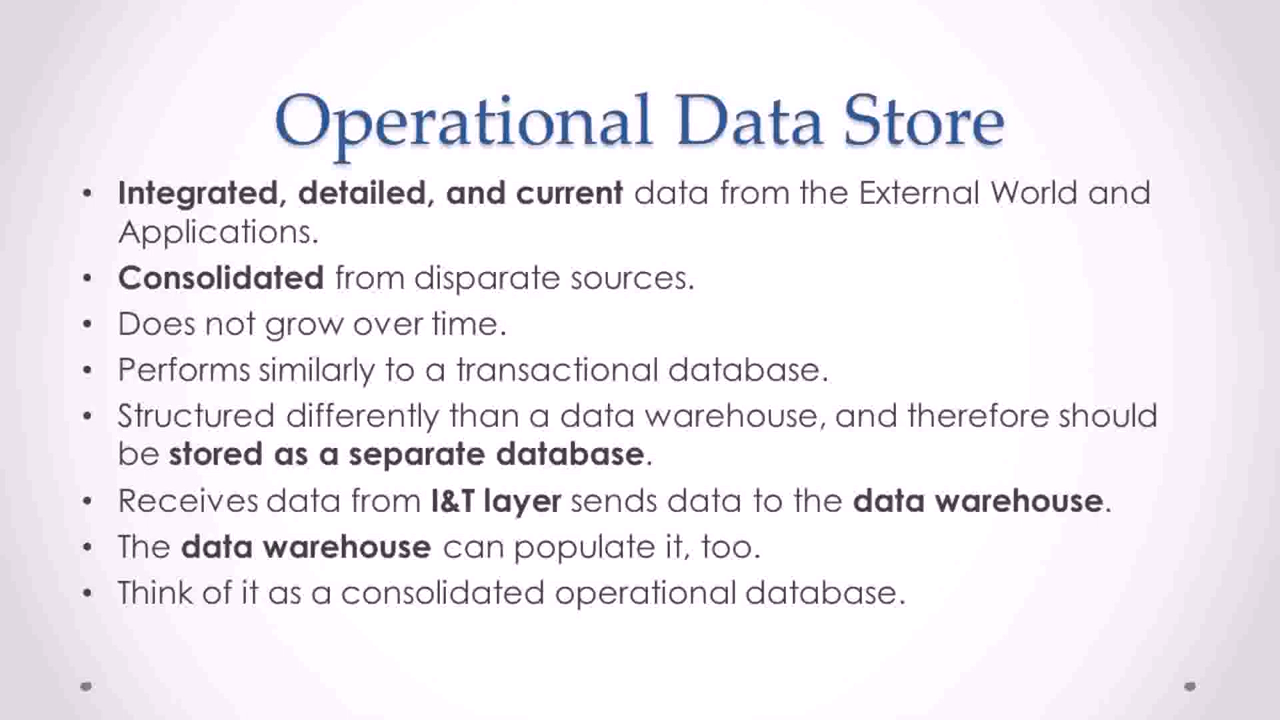 Operational Data Store
• Integrated, detailed, and current data from the External World and
Applications.
• Consolidated from disparate sources.
• Does not grow over time.
• Performs similarly to a transactional database.
• Structured differently than a data warehouse, and therefore should
be stored as a separate database.
• Receives data from I&T layer sends data to the data warehouse.
• The data warehouse can populate it, too.
• Think of it as a consolidated operational database.